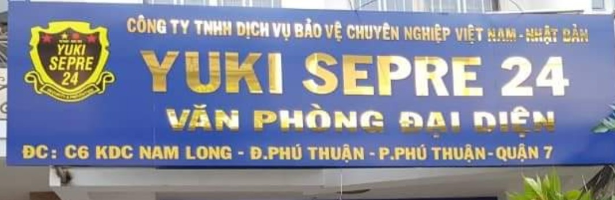 CÔNG TY TNHH DỊCH VỤ BẢO VỆ CHUYÊN NGHIỆP VIỆT NAM - NHẬT BẢN
YUKI
SEPRE
24
YUKI SEPRE 24
VĂN PHÒNG ĐẠI DIỆN
ĐC: C6 KDC NAM LONG - Đ.PHÚ THUẬN - P.PHÚ THUẬN - QUẬN 7